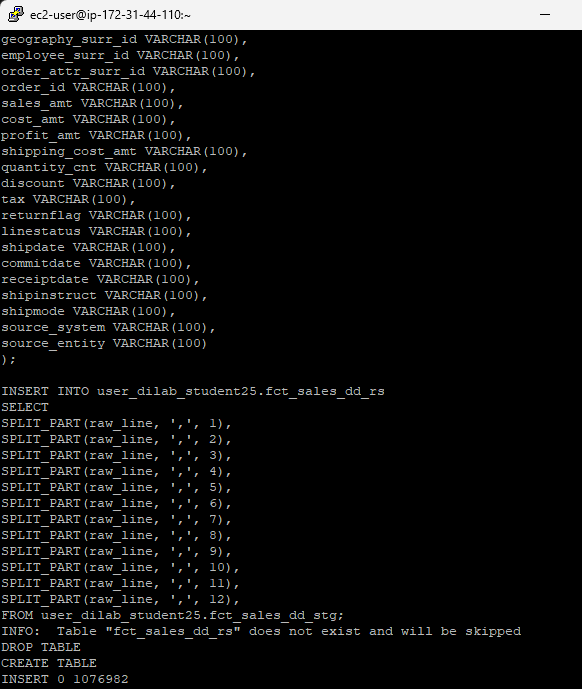 ec2-user@ip-172-31-44-110:~
geography_surr_id VARCHAR(100),
employee_surr_id VARCHAR(100),
order_attr_surr_id VARCHAR(100),
order_id VARCHAR(100),
sales_amt VARCHAR(100),
cost_amt VARCHAR(100),
profit_amt VARCHAR(100),
shipping_cost_amt VARCHAR(100),
quantity_cnt VARCHAR(100),
discount VARCHAR(100),
tax VARCHAR(100),
returnflag VARCHAR(100),
linestatus VARCHAR(100),
shipdate VARCHAR(100),
commitdate VARCHAR(100),
receiptdate VARCHAR(100),
shipinstruct VARCHAR(100),
shipmode VARCHAR(100),
source_system VARCHAR(100),
source_entity VARCHAR(100)
);
INSERT INTO user_dilab_student25.fct_sales_dd_rs
SELECT
SPLIT_PART(raw_line, ',', 1),
SPLIT_PART(raw_line, ',', 2),
SPLIT_PART(raw_line, ',', 3),
SPLIT_PART(raw_line, ',', 4),
SPLIT_PART(raw_line, ',', 5),
SPLIT_PART(raw_line, ',', 6),
SPLIT_PART(raw_line, ',', 7),
SPLIT_PART(raw_line, ',', 8),
SPLIT_PART(raw_line, ',', 9),
SPLIT_PART(raw_line, ',', 10),
SPLIT_PART(raw_line, ',', 11),
SPLIT_PART(raw_line, ',', 12),
FROM user_dilab_student25.fct_sales_dd_stg;
INFO:  Table "fct_sales_dd_rs" does not exist and will be skipped
DROP TABLE
CREATE TABLE
INSERT 0 1076982